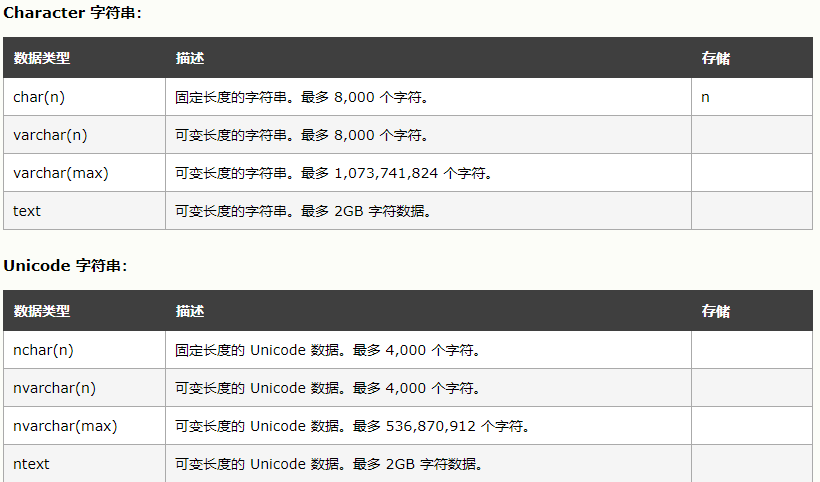 Character 字符串：
数据类型 描述 存储
char(n) 固定长度的字符串。最多 8,000 个字符。 n
varchar(n) 可变长度的字符串。最多 8,000 个字符。
varchar(max) 可变长度的字符串。最多 1,073,741,824 个字符。
text 可变长度的字符串。最多 2GB 字符数据。
Unicode 字符串：
数据类型 描述 存储
nchar(n) 固定长度的 Unicode 数据。最多 4,000 个字符。
nvarchar(n) 可变长度的 Unicode 数据。最多 4,000 个字符。
nvarchar(max) 可变长度的 Unicode 数据。最多 536,870,912 个字符。
ntext 可变长度的 Unicode 数据。最多 2GB 字符数据。